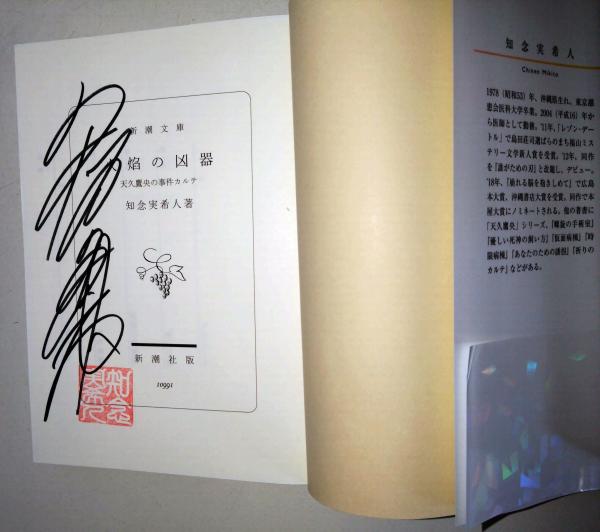 新潮文庫
焰の凶器
天久鷹央の事件カルテ
知念実希人著
新潮社版
10991
知念実希人
知念実希人
Chinen Mikito
1978（昭和53）年、沖縄県生れ。東京慈
恵会医科大学卒業。2004（平成16）年か
ら医師として勤務。'11年、「レゾン・デー
トル」で島田荘司選ばらのまち福山ミス
テリー文学新人賞を受賞。'12年、同作
を『誰がための刃』と改題し、デビュー。
'18年、『崩れる脳を抱きしめて』で広島
本大賞、沖縄書店大賞を受賞。同作で本
屋大賞にノミネートされる。他の著書に
「天久鷹央」シリーズ、『螺旋の手術室』
『優しい死神の飼い方』『仮面病棟』『時
限病棟』『あなたのための誘拐』『祈りの
カルテ』などがある。